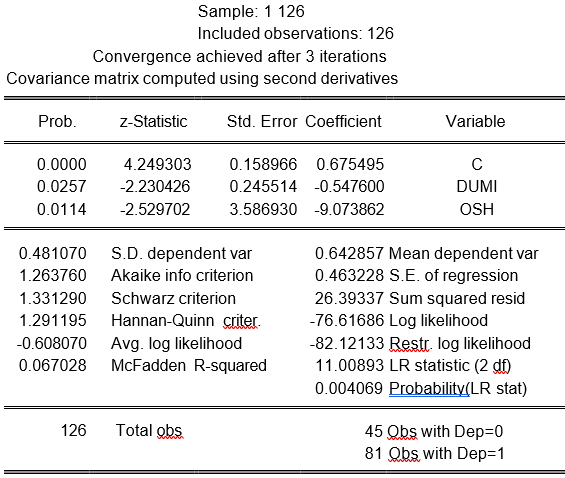 Sample: 1 126
Included observations: 126
Convergence achieved after 3 iterations
Covariance matrix computed using second derivatives
Prob. z-Statistic Std. Error Coefficient Variable
0.0000 4.249303 0.158966 0.675495 C
0.0257 -2.230426 0.245514 -0.547600 DUMI
0.0114 -2.529702 3.586930 -9.073862 OSH
0.481070 S.D. dependent var 0.642857 Mean dependent var
1.263760 Akaike info criterion 0.463228 S.E. of regression
1.331290 Schwarz criterion 26.39337 Sum squared resid
1.291195 Hannan-Quinn criter. -76.61686 Log likelihood
-0.608070 Avg. log likelihood -82.12133 Restr. log likelihood
0.067028 McFadden R-squared 11.00893 LR statistic (2 df)
0.004069 Probability(LR stat)
126 Total obs 45 Obs with Dep=0
81 Obs with Dep=1